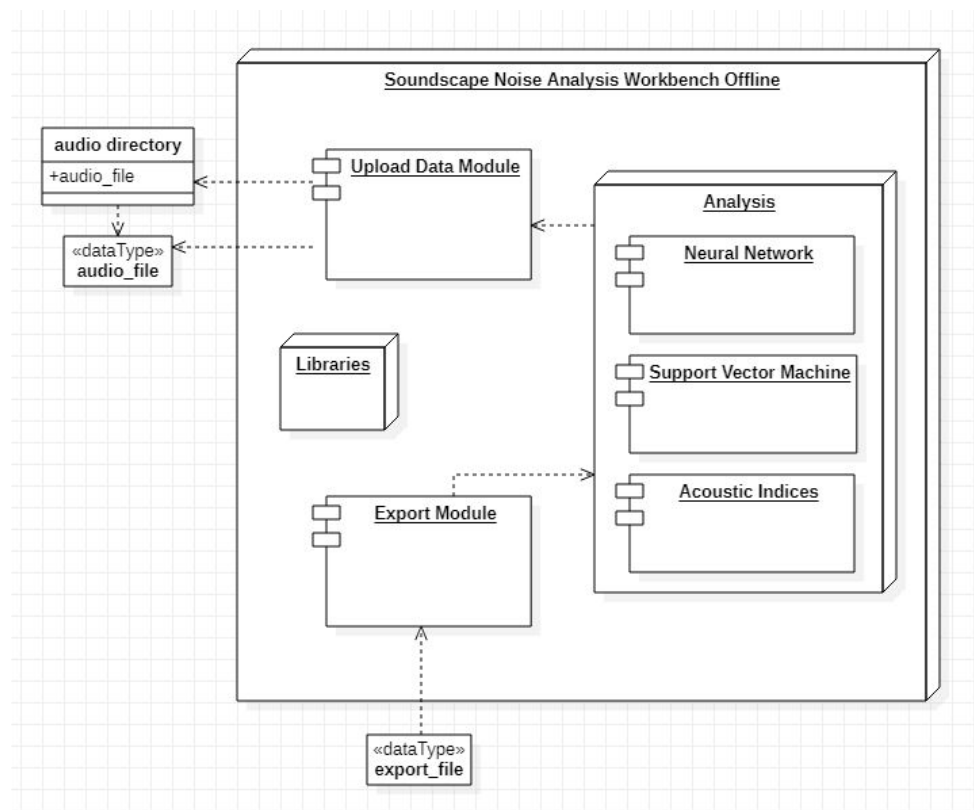 Soundscape Noise Analysis Workbench Offline
audio directory
+audio_file
«dataType»
audio_file
Upload Data Module
Analysis
Neural Network
Support Vector Machine
Acoustic Indices
Libraries
Export Module
«dataType»
export_file